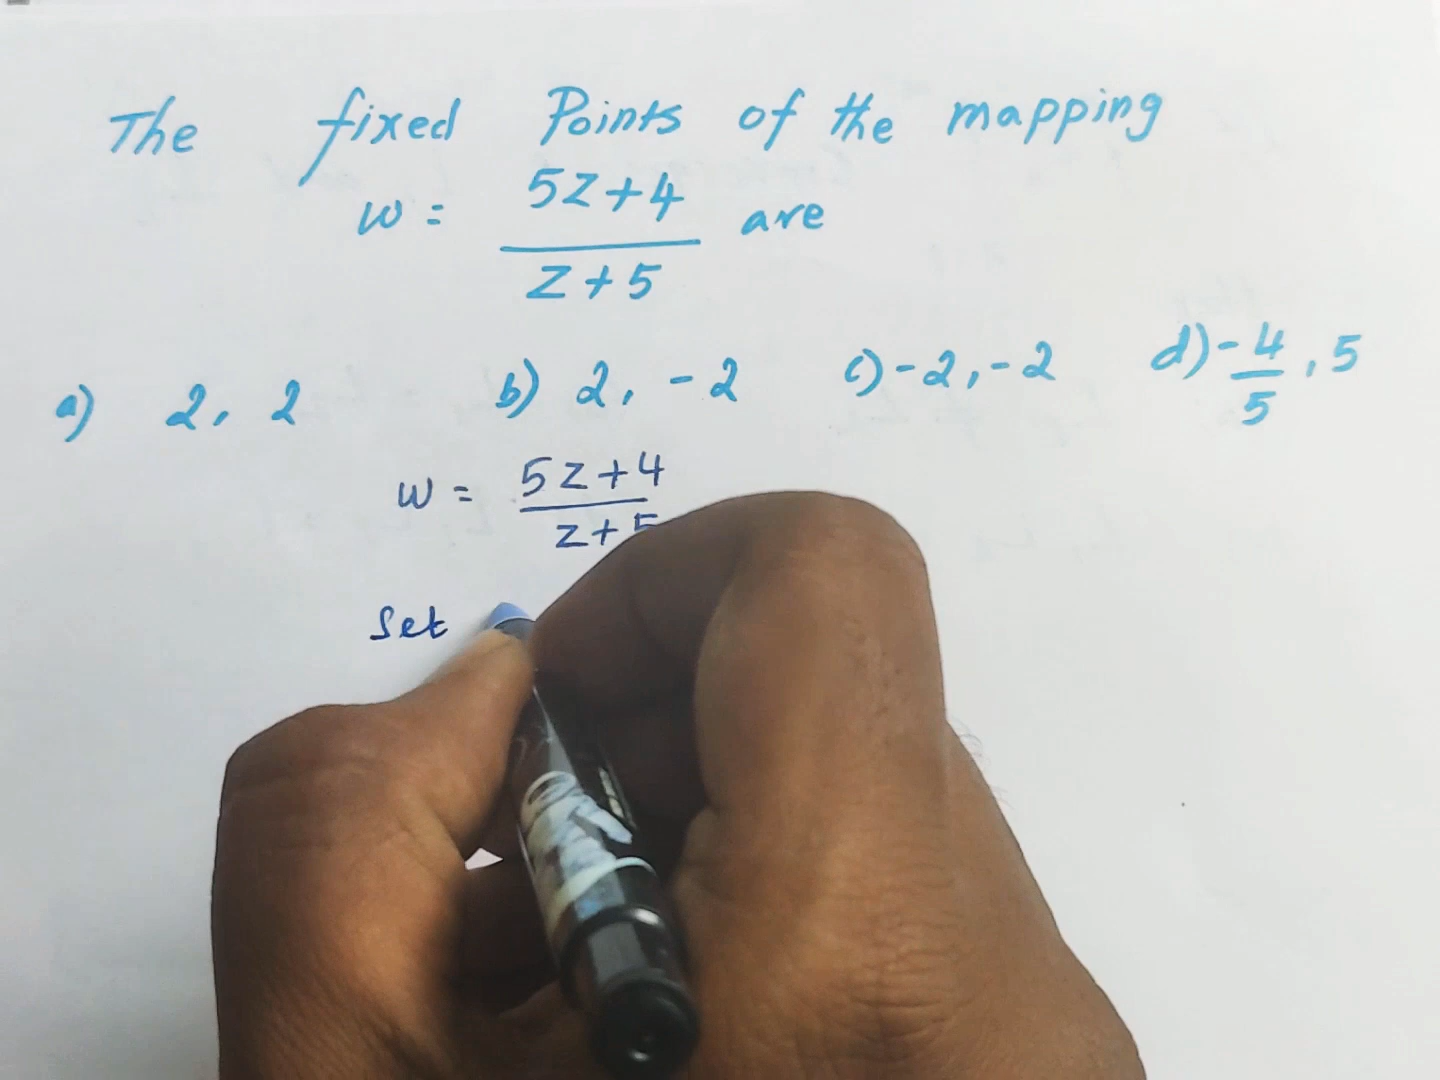 The fixed Points of the mapping
w = 5z+4 / z+5 are
a) 2, 2 b) 2, -2 c) -2, -2 d) -4/5, 5
w = 5z+4 / z+5
Set